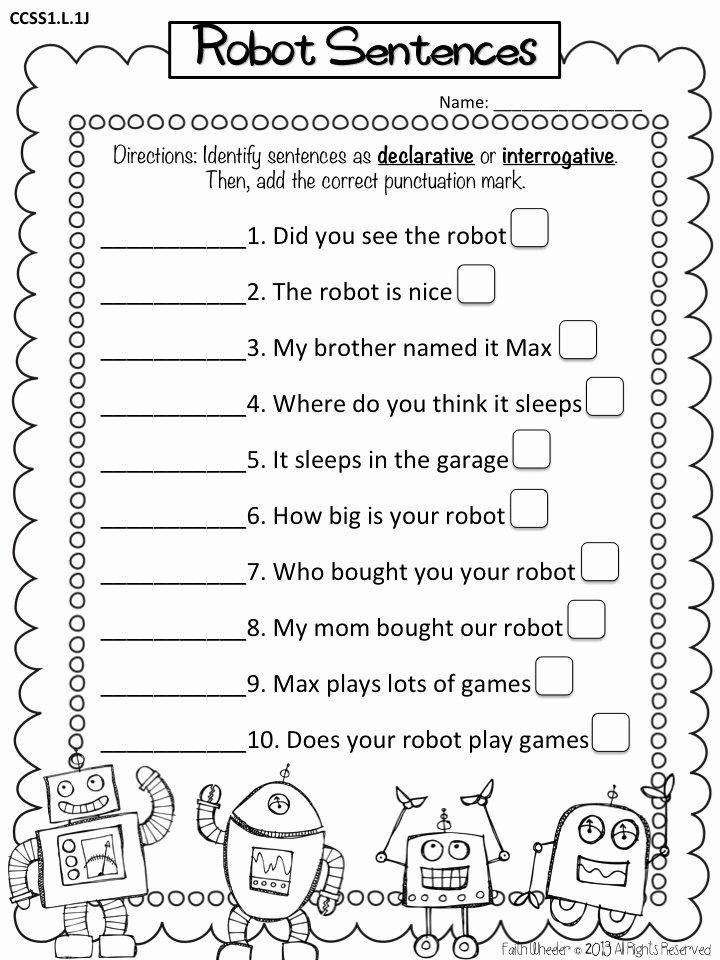 CCSS1.L.1J
Robot Sentences
Name: _______________
Directions: Identify sentences as declarative or interrogative.
Then, add the correct punctuation mark.
___________1. Did you see the robot
___________2. The robot is nice
___________3. My brother named it Max
___________4. Where do you think it sleeps
___________5. It sleeps in the garage
___________6. How big is your robot
___________7. Who bought you your robot
___________8. My mom bought our robot
___________9. Max plays lots of games
___________10. Does your robot play games
Faith Wheeler © 2013 All Rights Reserved